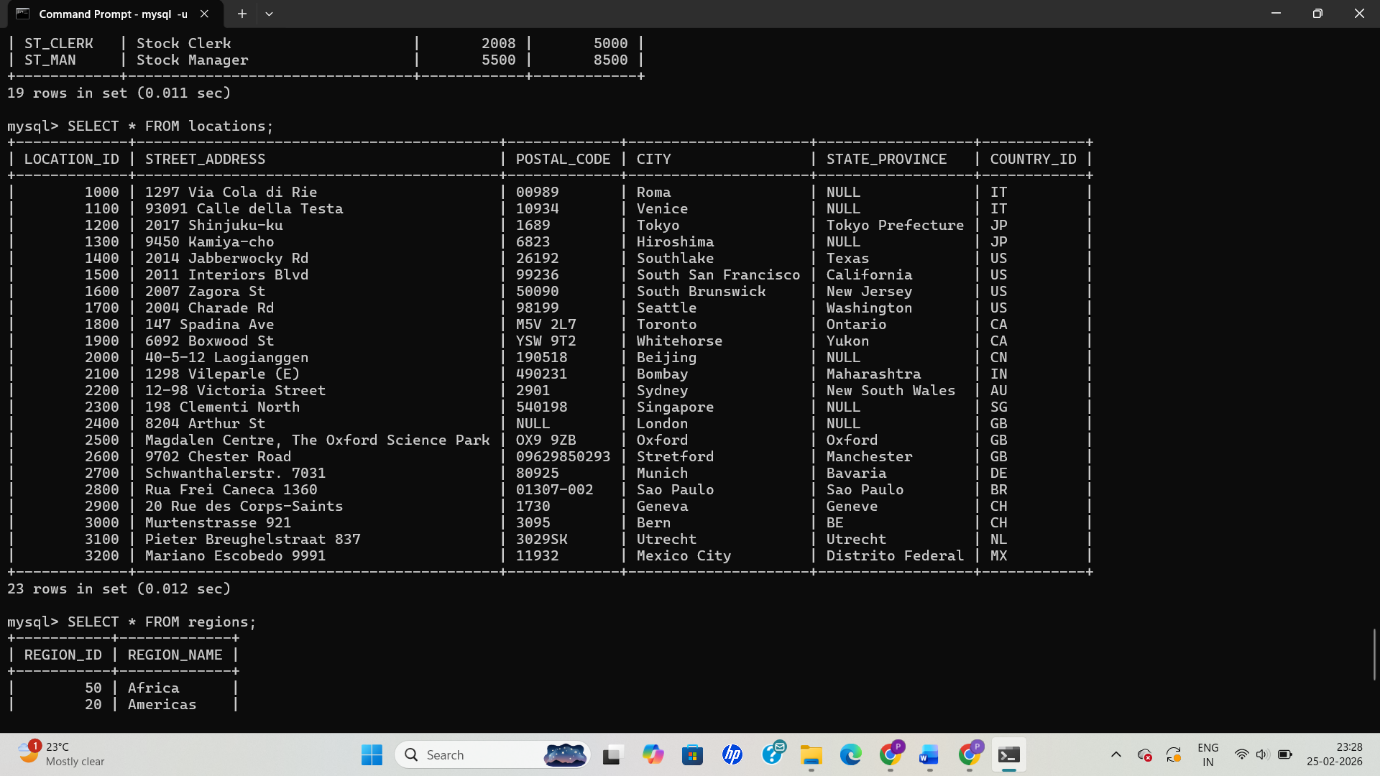 Command Prompt - mysql -u
| ST_CLERK   | Stock Clerk                     |       2008 |       5000 |
| ST_MAN     | Stock Manager                   |       5500 |       8500 |
+------------+---------------------------------+------------+------------+
19 rows in set (0.011 sec)
mysql> SELECT * FROM locations;
+-------------+------------------------------------------+-------------+---------------------+------------------+------------+
| LOCATION_ID | STREET_ADDRESS                           | POSTAL_CODE | CITY                | STATE_PROVINCE   | COUNTRY_ID |
+-------------+------------------------------------------+-------------+---------------------+------------------+------------+
|        1000 | 1297 Via Cola di Rie                     | 00989       | Roma                | NULL             | IT         |
|        1100 | 93091 Calle della Testa                  | 10934       | Venice              | NULL             | IT         |
|        1200 | 2017 Shinjuku-ku                         | 1689        | Tokyo               | Tokyo Prefecture | JP         |
|        1300 | 9450 Kamiya-cho                          | 6823        | Hiroshima           | NULL             | JP         |
|        1400 | 2014 Jabberwocky Rd                      | 26192       | Southlake           | Texas            | US         |
|        1500 | 2011 Interiors Blvd                      | 99236       | South San Francisco | California       | US         |
|        1600 | 2007 Zagora St                           | 50090       | South Brunswick     | New Jersey       | US         |
|        1700 | 2004 Charade Rd                          | 98199       | Seattle             | Washington       | US         |
|        1800 | 147 Spadina Ave                          | M5V 2L7     | Toronto             | Ontario          | CA         |
|        1900 | 6092 Boxwood St                          | YSW 9T2     | Whitehorse          | Yukon            | CA         |
|        2000 | 40-5-12 Laogianggen                      | 190518      | Beijing             | NULL             | CN         |
|        2100 | 1298 Vileparle (E)                       | 490231      | Bombay              | Maharashtra      | IN         |
|        2200 | 12-98 Victoria Street                    | 2901        | Sydney              | New South Wales  | AU         |
|        2300 | 198 Clementi North                       | 540198      | Singapore           | NULL             | SG         |
|        2400 | 8204 Arthur St                           | NULL        | London              | NULL             | GB         |
|        2500 | Magdalen Centre, The Oxford Science Park | OX9 9ZB     | Oxford              | Oxford           | GB         |
|        2600 | 9702 Chester Road                        | 09629850293 | Stretford           | Manchester       | GB         |
|        2700 | Schwanthalerstr. 7031                    | 80925       | Munich              | Bavaria          | DE         |
|        2800 | Rua Frei Caneca 1360                     | 01307-002   | Sao Paulo           | Sao Paulo        | BR         |
|        2900 | 20 Rue des Corps-Saints                  | 1730        | Geneva              | Geneve           | CH         |
|        3000 | Murtenstrasse 921                        | 3095        | Bern                | BE               | CH         |
|        3100 | Pieter Breughelstraat 837                | 3029SK      | Utrecht             | Utrecht          | NL         |
|        3200 | Mariano Escobedo 9991                    | 11932       | Mexico City         | Distrito Federal | MX         |
+-------------+------------------------------------------+-------------+---------------------+------------------+------------+
23 rows in set (0.012 sec)
mysql> SELECT * FROM regions;
+-----------+-------------+
| REGION_ID | REGION_NAME |
+-----------+-------------+
|        50 | Africa      |
|        20 | Americas    |
1
23°C
Mostly clear
Search
hp
P
W
P
ENG
IN
23:28
25-02-2026